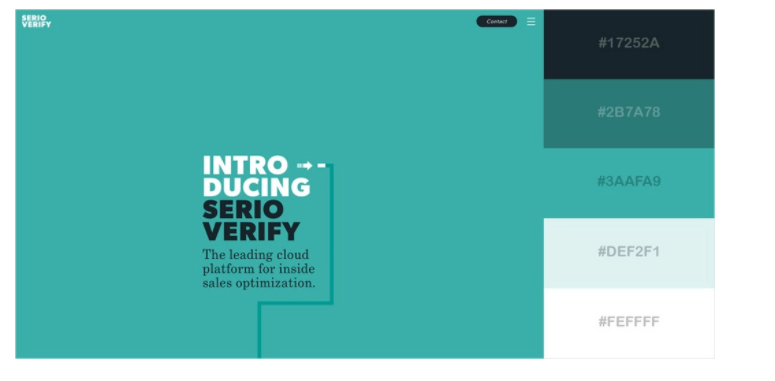 SERIO
VERIFY
Contact
INTRO
DUCING
SERIO
VERIFY
The leading cloud
platform for inside
sales optimization.
#17252A
#2B7A78
#3AAFA9
#DEF2F1
#FEFFFF